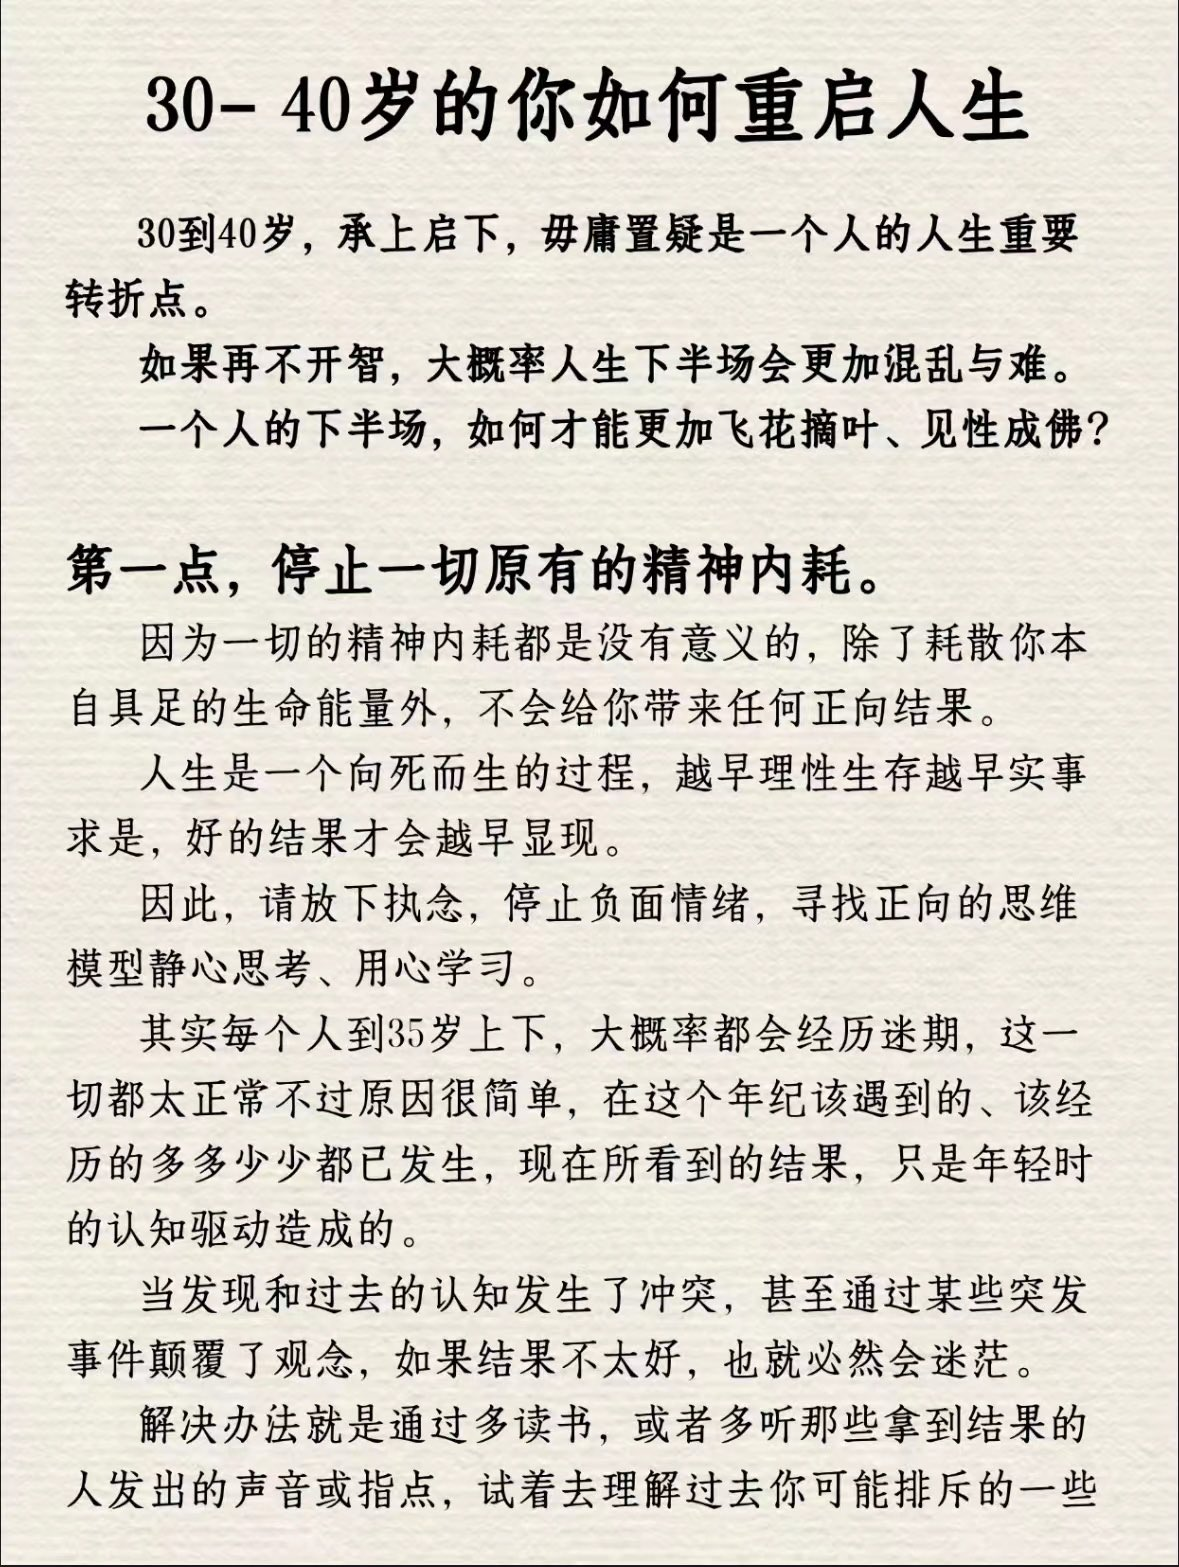 30- 40岁的你如何重启人生
30到40岁，承上启下，毋庸置疑是一个人的人生重要
转折点。
如果再不开智，大概率人生下半场会更加混乱与难。
一个人的下半场，如何才能更加飞花摘叶、见性成佛？
第一点，停止一切原有的精神内耗。
因为一切的精神内耗都是没有意义的，除了耗散你本
自具足的生命能量外，不会给你带来任何正向结果。
人生是一个向死而生的过程，越早理性生存越早实事
求是，好的结果才会越早显现。
因此，请放下执念，停止负面情绪，寻找正向的思维
模型静心思考、用心学习。
其实每个人到35岁上下，大概率都会经历迷期，这一
切都太正常不过原因很简单，在这个年纪该遇到的、该经
历的多多少少都已发生，现在所看到的结果，只是年轻时
的认知驱动造成的。
当发现和过去的认知发生了冲突，甚至通过某些突发
事件颠覆了观念，如果结果不太好，也就必然会迷茫。
解决办法就是通过多读书，或者多听那些拿到结果的
人发出的声音或指点，试着去理解过去你可能排斥的一些